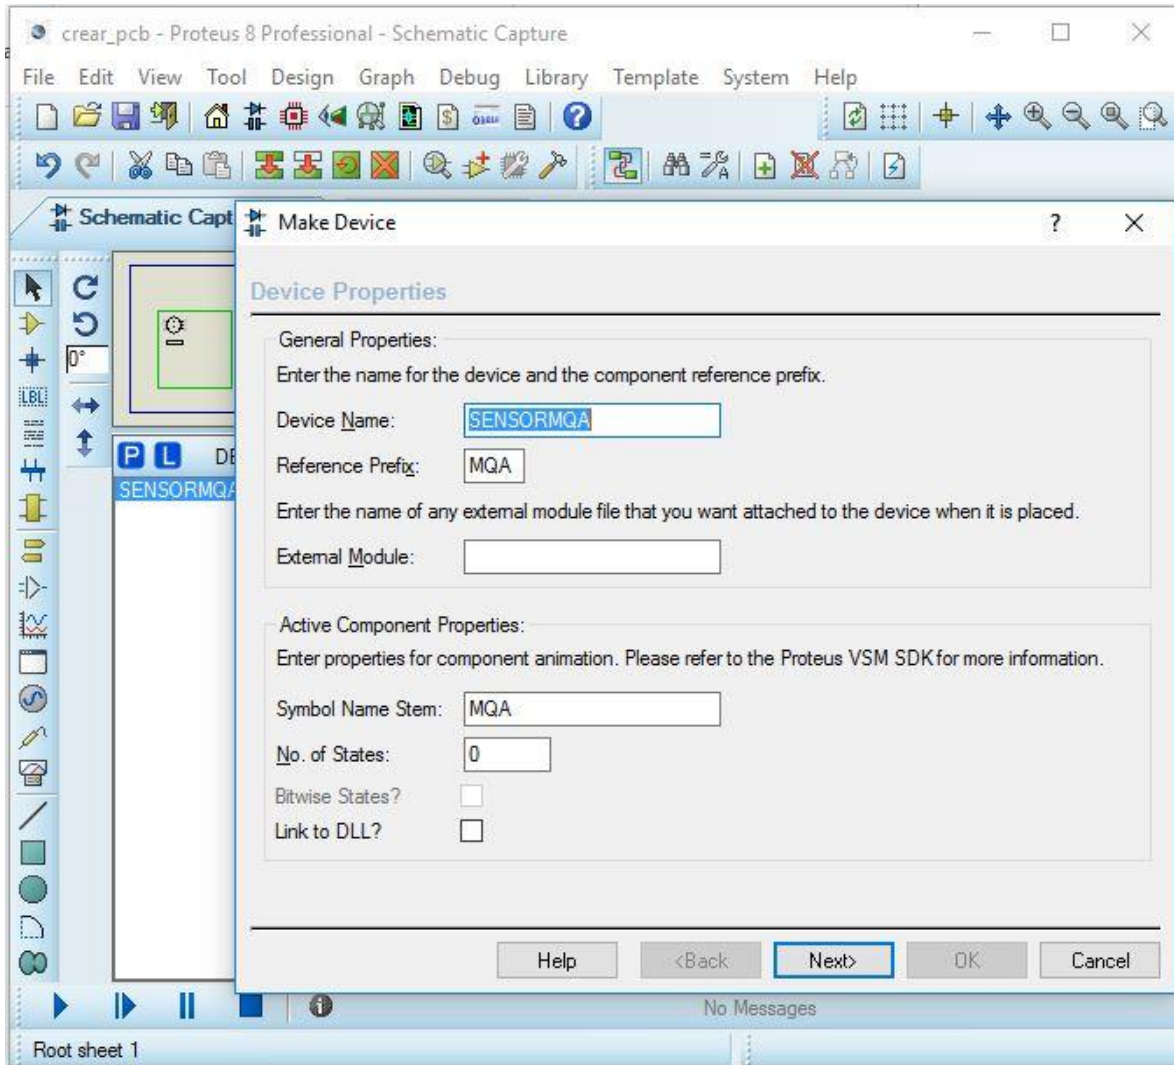 crear_pcb - Proteus 8 Professional - Schematic Capture
File Edit View Tool Design Graph Debug Library Template System Help
Schematic Capt
Make Device
?
Device Properties
0°
General Properties:
Enter the name for the device and the component reference prefix.
LBL
Device Name: SENSORMQA
P L DE
Reference Prefix: MQA
SENSORMQA
Enter the name of any external module file that you want attached to the device when it is placed.
External Module:
Active Component Properties:
Enter properties for component animation. Please refer to the Proteus VSM SDK for more information.
Symbol Name Stem: MQA
No. of States: 0
Bitwise States?
Link to DLL?
Help <Back Next> OK Cancel
No Messages
Root sheet 1